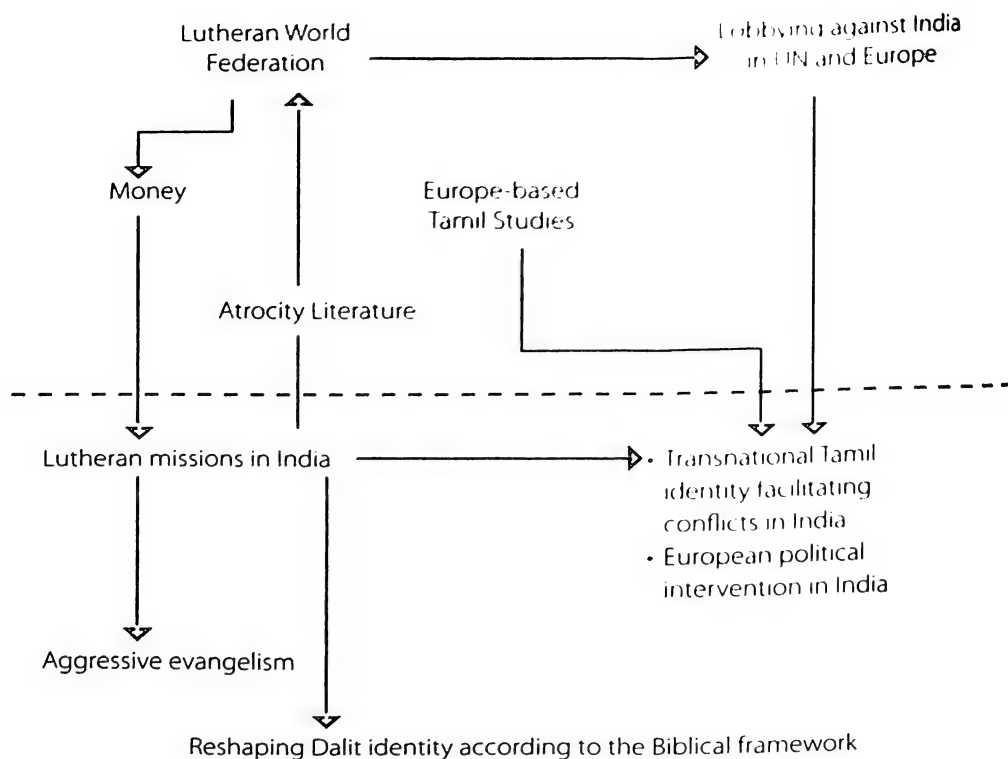 Lutheran World
Federation
Lobbying against India
in UN and Europe
Money
Europe-based
Tamil Studies
Atrocity Literature
Lutheran missions in India
• Transnational Tamil
identity facilitating
conflicts in India
• European political
intervention in India
Aggressive evangelism
Reshaping Dalit identity according to the Biblical framework